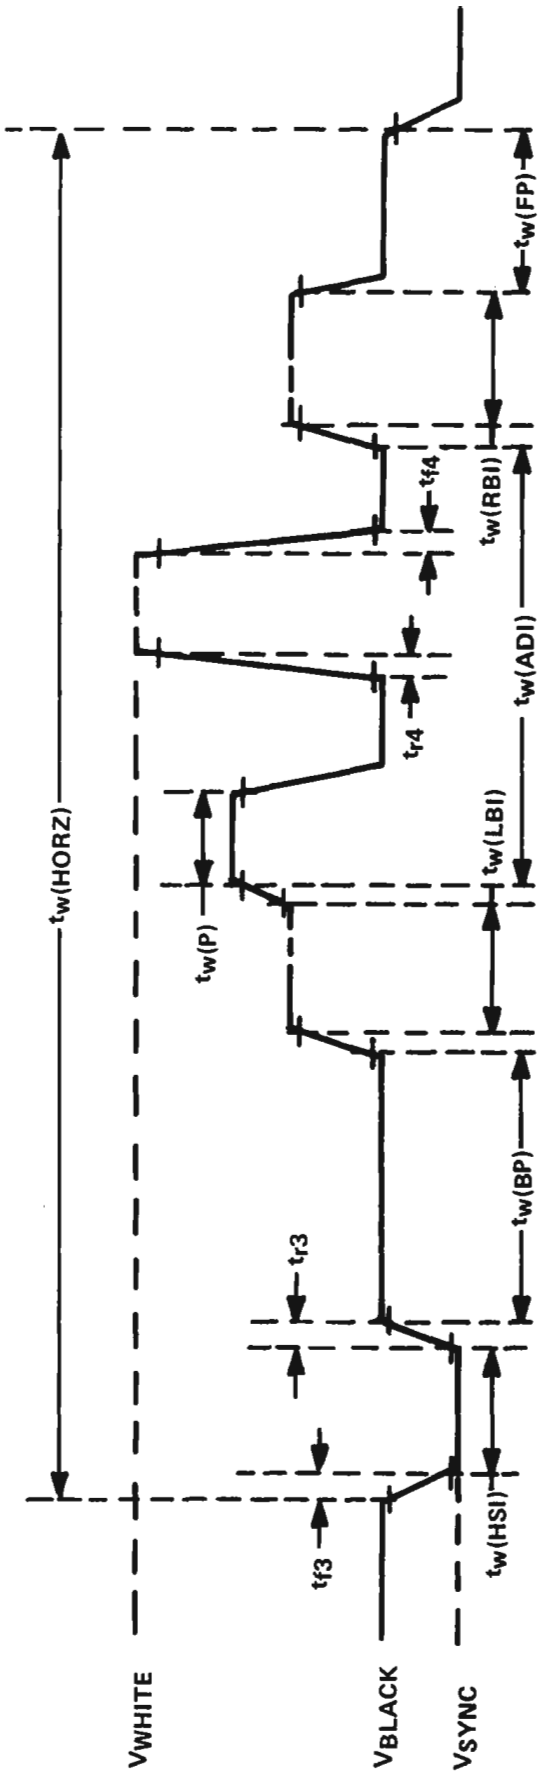 tw(HORZ)
VWHITE
VBLACK
VSYNC
tw(P)
tf3
tr3
tr4
tf4
tw(HSI)
tw(BP)
tw(LBI)
tw(ADI)
tw(RBI)
tw(FP)